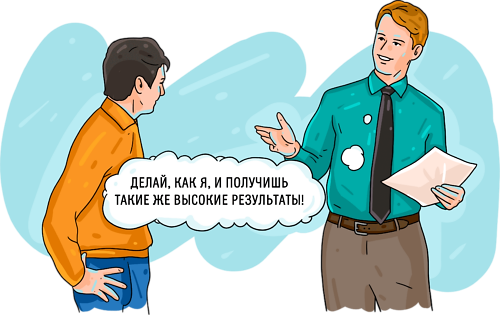 ДЕЛАЙ, КАК Я, И ПОЛУЧИШЬ
ТАКИЕ ЖЕ ВЫСОКИЕ РЕЗУЛЬТАТЫ!